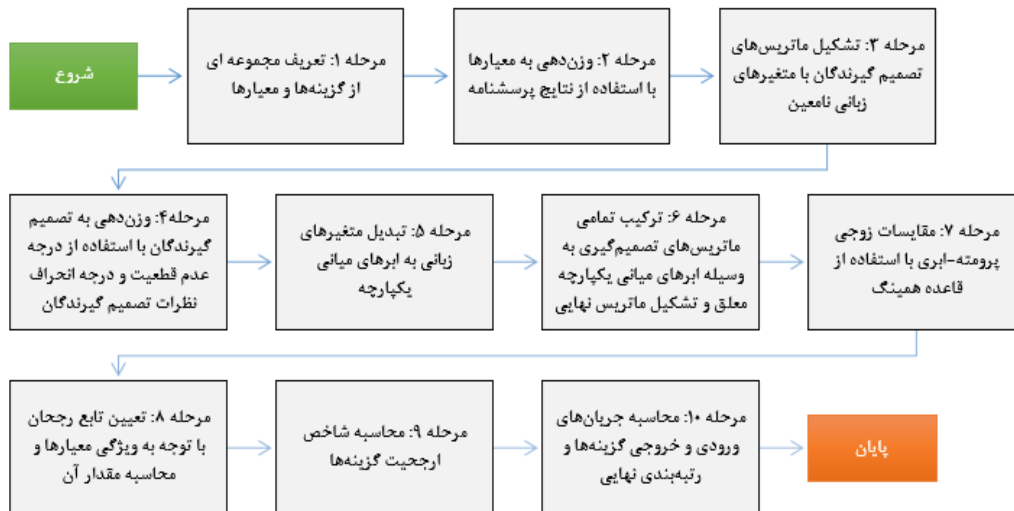 شروع
مرحله 1: تعریف مجموعه ای
از گزینه‌ها و معیارها
مرحله ۲: وزن‌دهی به معیارها
با استفاده از نتایج پرسشنامه
مرحله ۳: تشکیل ماتریس‌های
تصمیم گیرندگان با متغیرهای
زبانی نامعین
مرحله۴: وزن‌دهی به تصمیم
گیرندگان با استفاده از درجه
عدم قطعیت و درجه انحراف
نظرات تصمیم گیرندگان
مرحله ۵: تبدیل متغیرهای
زبانی به ابرهای میانی
یکپارچه
مرحله ۶: ترکیب تمامی
ماتریس‌های تصمیم‌گیری به
وسیله ابرهای میانی یکپارچه
معلق و تشکیل ماتریس نهایی
مرحله ۷: مقایسات زوجی
پرومته-ابری با استفاده از
قاعده همینگ
مرحله ۸: تعیین تابع رجحان
با توجه به ویژگی معیارها و
محاسبه مقدار آن
مرحله ۹: محاسبه شاخص
ارجحیت گزینه‌ها
مرحله ۱۰: محاسبه جریان‌های
ورودی و خروجی گزینه‌ها و
رتبه‌بندی نهایی
پایان